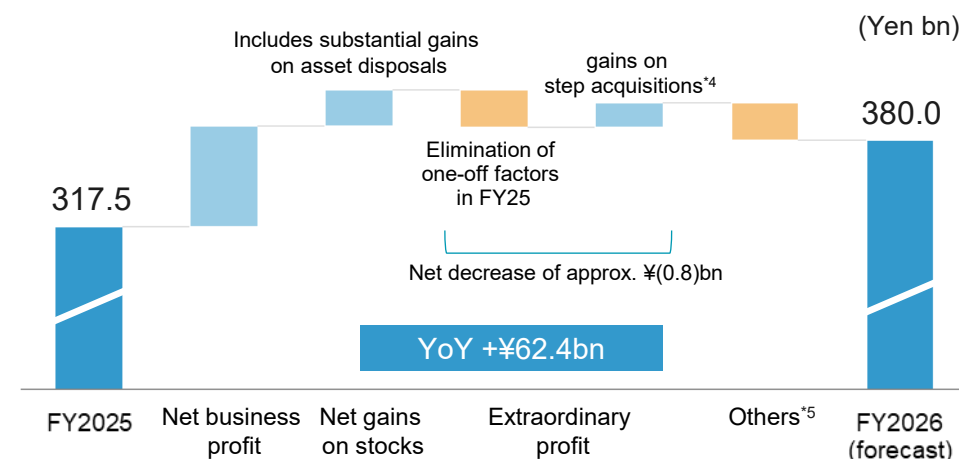 (Yen bn)
Includes substantial gains
on asset disposals
gains on
step acquisitions*4
380.0
317.5
Elimination of
one-off factors
in FY25
Net decrease of approx. ¥(0.8)bn
YoY +¥62.4bn
FY2025
Net business
profit
Net gains
on stocks
Extraordinary
profit
Others*5
FY2026
(forecast)